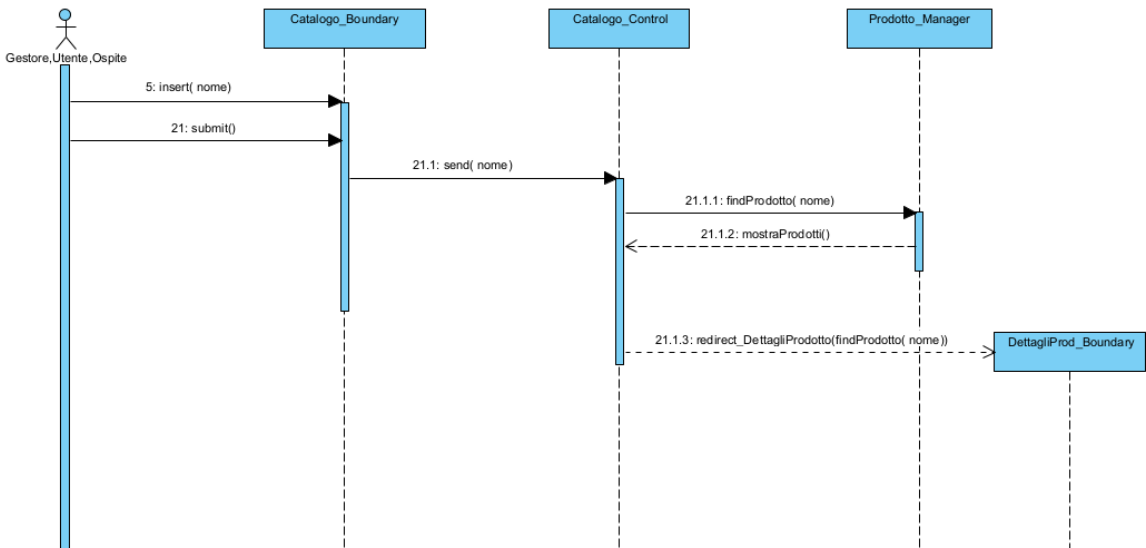 Catalogo_Boundary
Catalogo_Control
Prodotto_Manager
Gestore,Utente,Ospite
5: insert( nome)
21: submit()
21.1: send( nome)
21.1.1: findProdotto( nome)
21.1.2: mostraProdotti()
21.1.3: redirect_DettagliProdotto(findProdotto( nome))
DettagliProd_Boundary